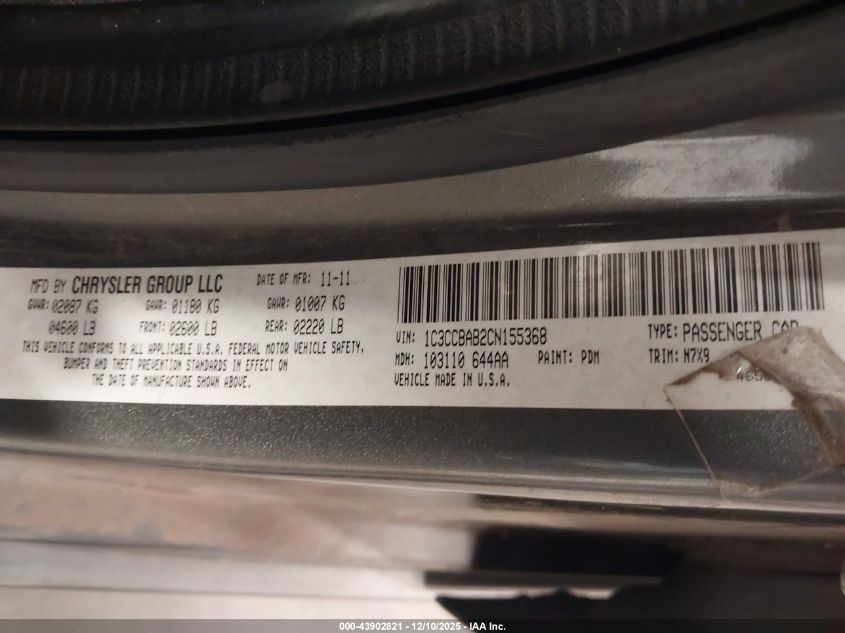 MFD BY CHRYSLER GROUP LLC DATE OF MFR: 11-11
GVWR: 02087 KG GAWR: 01180 KG GAWR: 01007 KG
04600 LB FRONT: 02600 LB REAR: 02220 LB
THIS VEHICLE CONFORMS TO ALL APPLICABLE U.S.A. FEDERAL MOTOR VEHICLE SAFETY,
BUMPER AND THEFT PREVENTION STANDARDS IN EFFECT ON
THE DATE OF MANUFACTURE SHOWN ABOVE.
VIN: 1C3CCBAB2CN155368 TYPE: PASSENGER CAR
MDH: 103110 644AA PAINT: PDM TRIM: N7X9
VEHICLE MADE IN U.S.A.
000-43902821 - 12/10/2025 - IAA Inc.